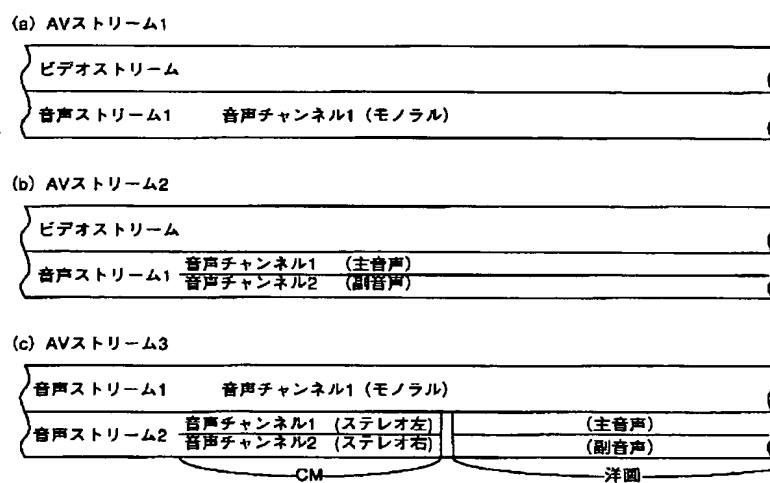 (a) AVストリーム1
ビデオストリーム
音声ストリーム1 音声チャンネル1 (モノラル)
(b) AVストリーム2
ビデオストリーム
音声ストリーム1
音声チャンネル1 (主音声)
音声チャンネル2 (副音声)
(c) AVストリーム3
音声ストリーム1 音声チャンネル1 (モノラル)
音声ストリーム2
音声チャンネル1 (ステレオ左) (主音声)
音声チャンネル2 (ステレオ右) (副音声)
CM 洋画